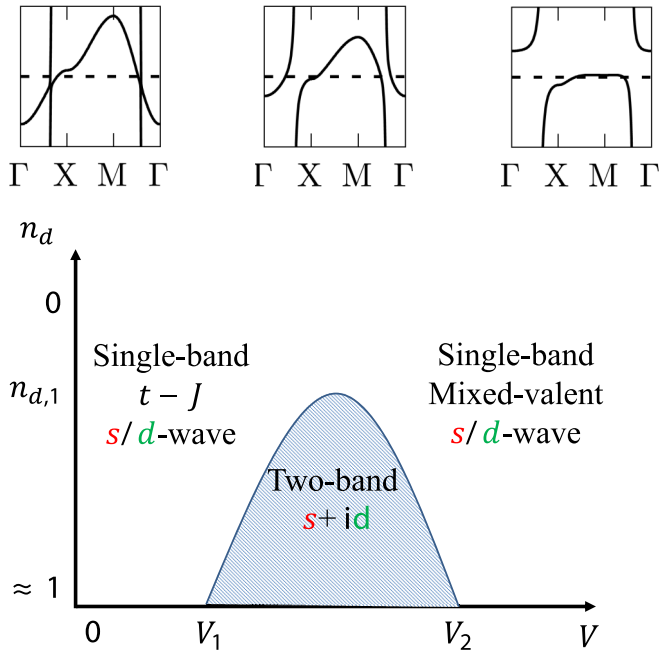 Γ X M Γ Γ X M Γ Γ X M Γ
n_d
0
Single-band
t − J
s/d-wave
Single-band
Mixed-valent
s/d-wave
n_{d,1}
Two-band
s+ id
≈ 1
0 V_1 V_2 V